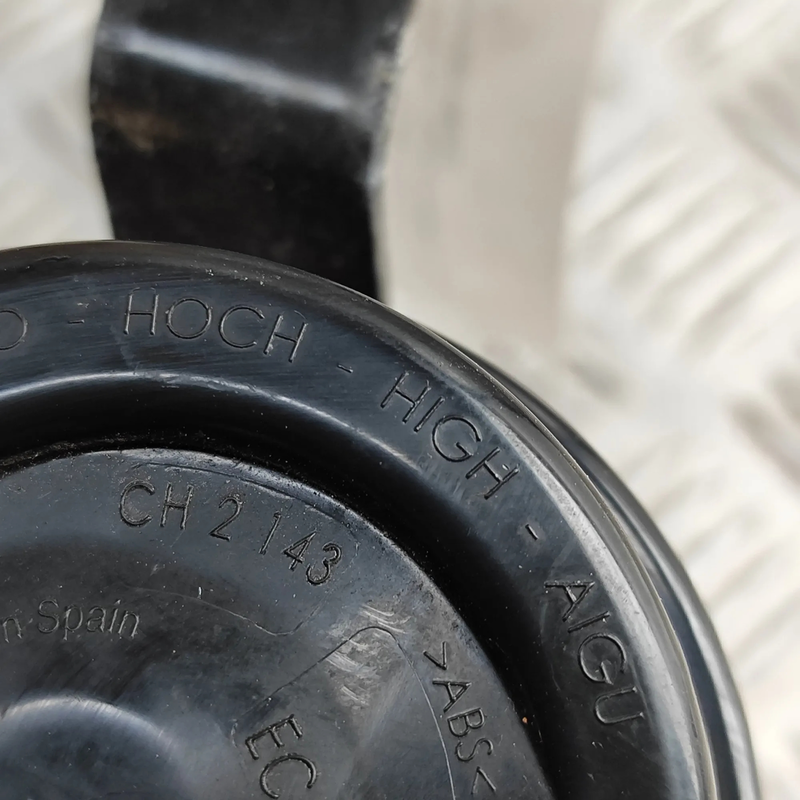 O - HOCH - HIGH - AIGU
CH 2 143
n Spain
>ABS<
EC